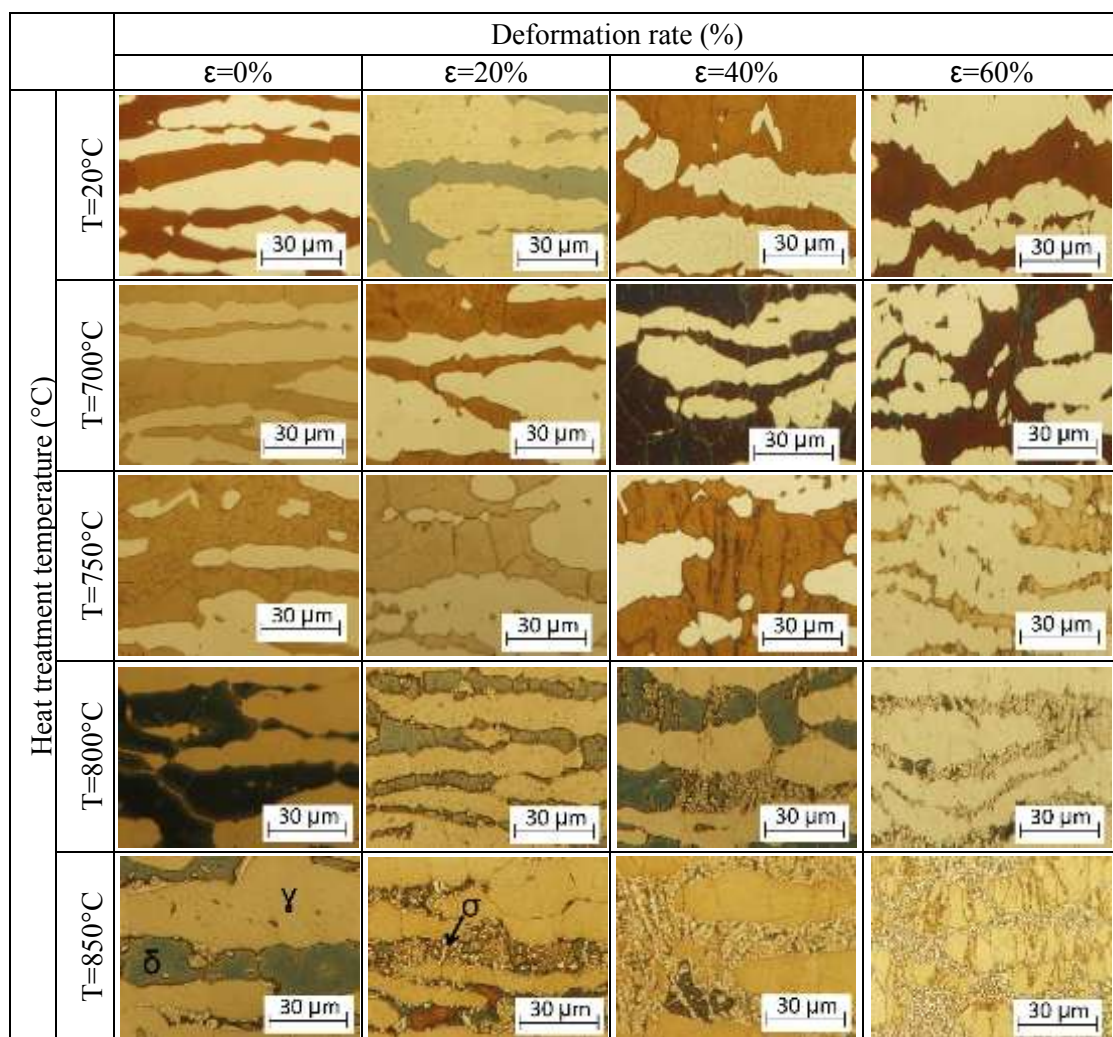 Deformation rate (%)
ε=0% ε=20% ε=40% ε=60%
Heat treatment temperature (°C)
T=20°C
30 µm 30 µm 30 µm 30 µm
T=700°C
30 µm 30 µm 30 µm 30 µm
T=750°C
30 µm 30 µm 30 µm 30 µm
T=800°C
30 µm 30 µm 30 µm 30 µm
T=850°C
γ σ
δ
30 µm 30 µm 30 µm 30 µm